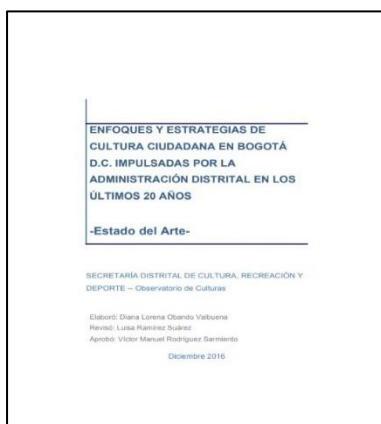 ENFOQUES Y ESTRATEGIAS DE
CULTURA CIUDADANA EN BOGOTÁ
D.C. IMPULSADAS POR LA
ADMINISTRACIÓN DISTRITAL EN LOS
ÚLTIMOS 20 AÑOS
-Estado del Arte-
SECRETARÍA DISTRITAL DE CULTURA, RECREACIÓN Y
DEPORTE – Observatorio de Culturas
Elaboró: Diana Lorena Obando Valbuena
Revisó: Luisa Ramírez Suárez
Aprobó: Víctor Manuel Rodríguez Sarmiento
Diciembre 2016